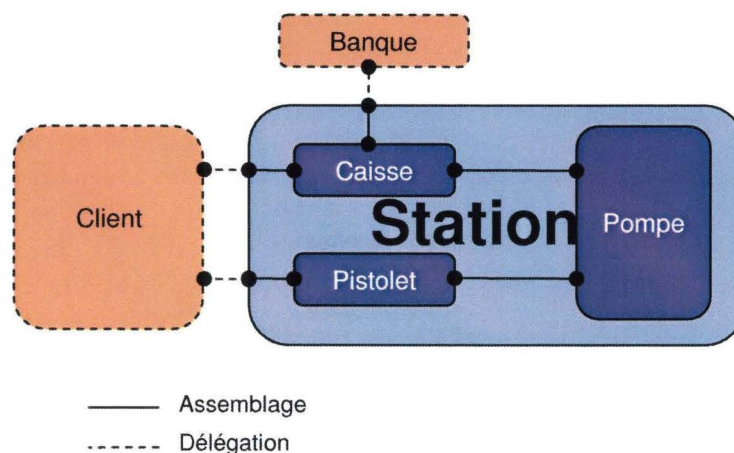 Banque
Caisse
Client
Station
Pompe
Pistolet
Assemblage
Délégation